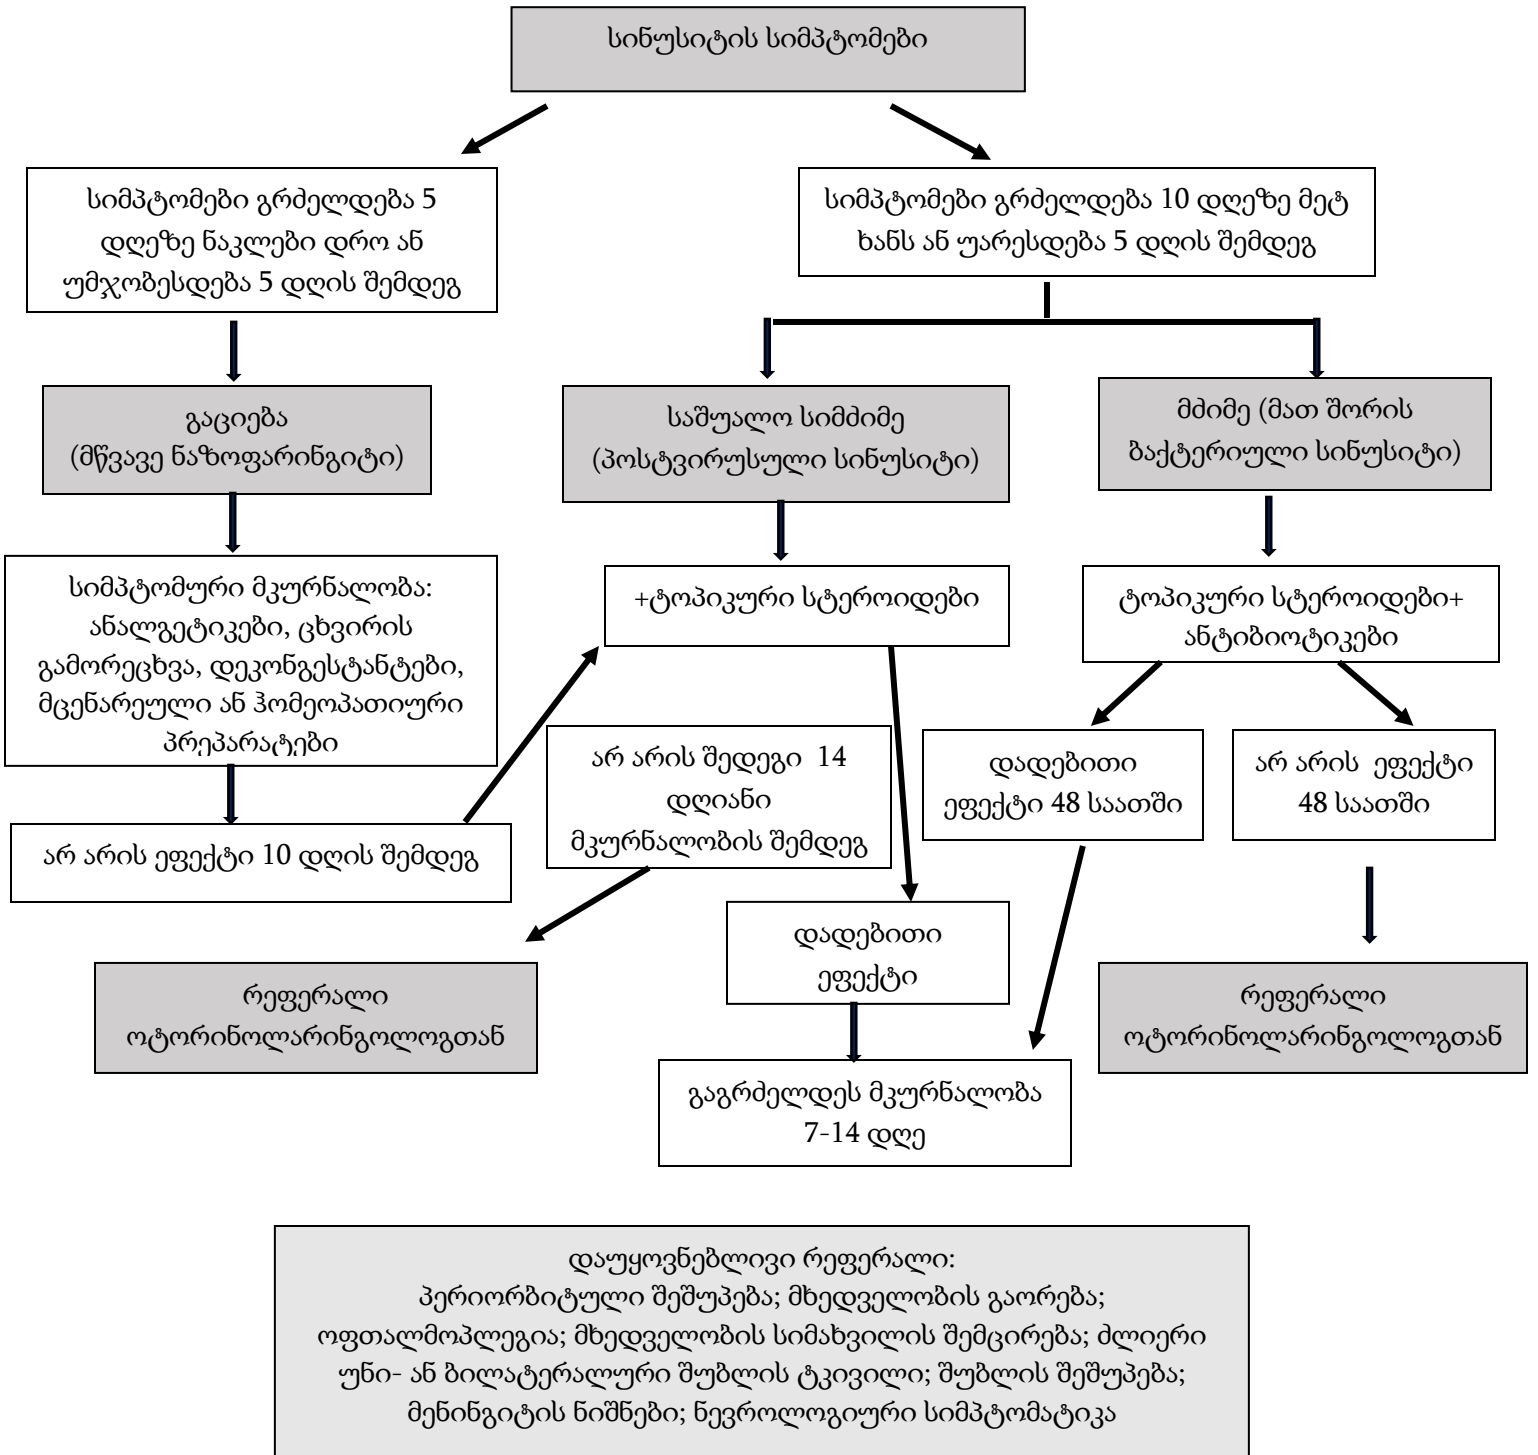 სინუსიტის სიმპტომები
სიმპტომები გრძელდება 5
დღეზე ნაკლები დრო ან
უმჯობესდება 5 დღის შემდეგ
სიმპტომები გრძელდება 10 დღეზე მეტ
ხანს ან უარესდება 5 დღის შემდეგ
გაციება
(მწვავე ნაზოფარინგიტი)
საშუალო სიმძიმე
(პოსტვირუსული სინუსიტი)
მძიმე (მათ შორის
ბაქტერიული სინუსიტი)
სიმპტომური მკურნალობა:
ანალგეტიკები, ცხვირის
გამორეცხვა, დეკონგესტანტები,
მცენარეული ან ჰომეოპათიური
პრეპარატები
+ტოპიკური სტეროიდები
ტოპიკური სტეროიდები+
ანტიბიოტიკები
არ არის შედეგი 14
დღიანი
მკურნალობის შემდეგ
დადებითი
ეფექტი 48 საათში
არ არის ეფექტი
48 საათში
არ არის ეფექტი 10 დღის შემდეგ
დადებითი
ეფექტი
რეფერალი
ოტორინოლარინგოლოგთან
რეფერალი
ოტორინოლარინგოლოგთან
გაგრძელდეს მკურნალობა
7-14 დღე
დაუყოვნებლივი რეფერალი:
პერიორბიტული შეშუპება; მხედველობის გაორება;
ოფთალმოპლეგია; მხედველობის სიმახვილის შემცირება; ძლიერი
უნი- ან ბილატერალური შუბლის ტკივილი; შუბლის შეშუპება;
მენინგიტის ნიშნები; ნევროლოგიური სიმპტომატიკა